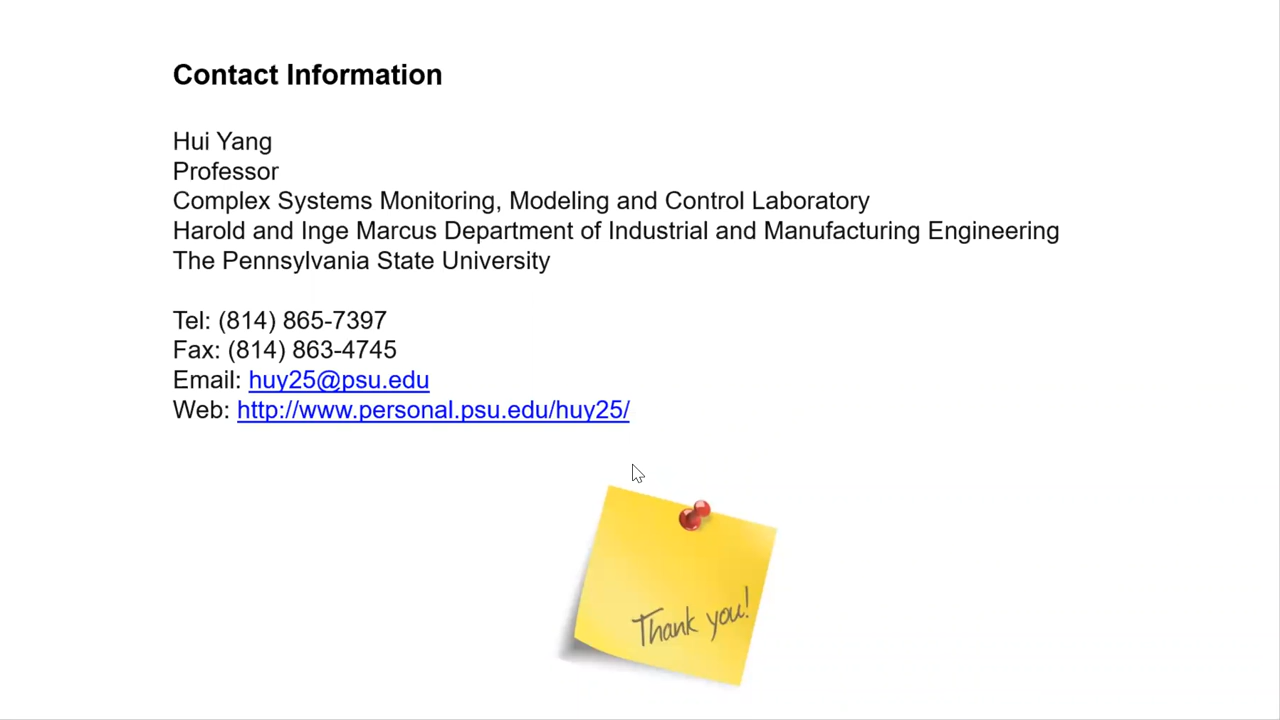 Contact Information
Hui Yang
Professor
Complex Systems Monitoring, Modeling and Control Laboratory
Harold and Inge Marcus Department of Industrial and Manufacturing Engineering
The Pennsylvania State University
Tel: (814) 865-7397
Fax: (814) 863-4745
Email: huy25@psu.edu
Web: http://www.personal.psu.edu/huy25/
Thank you!